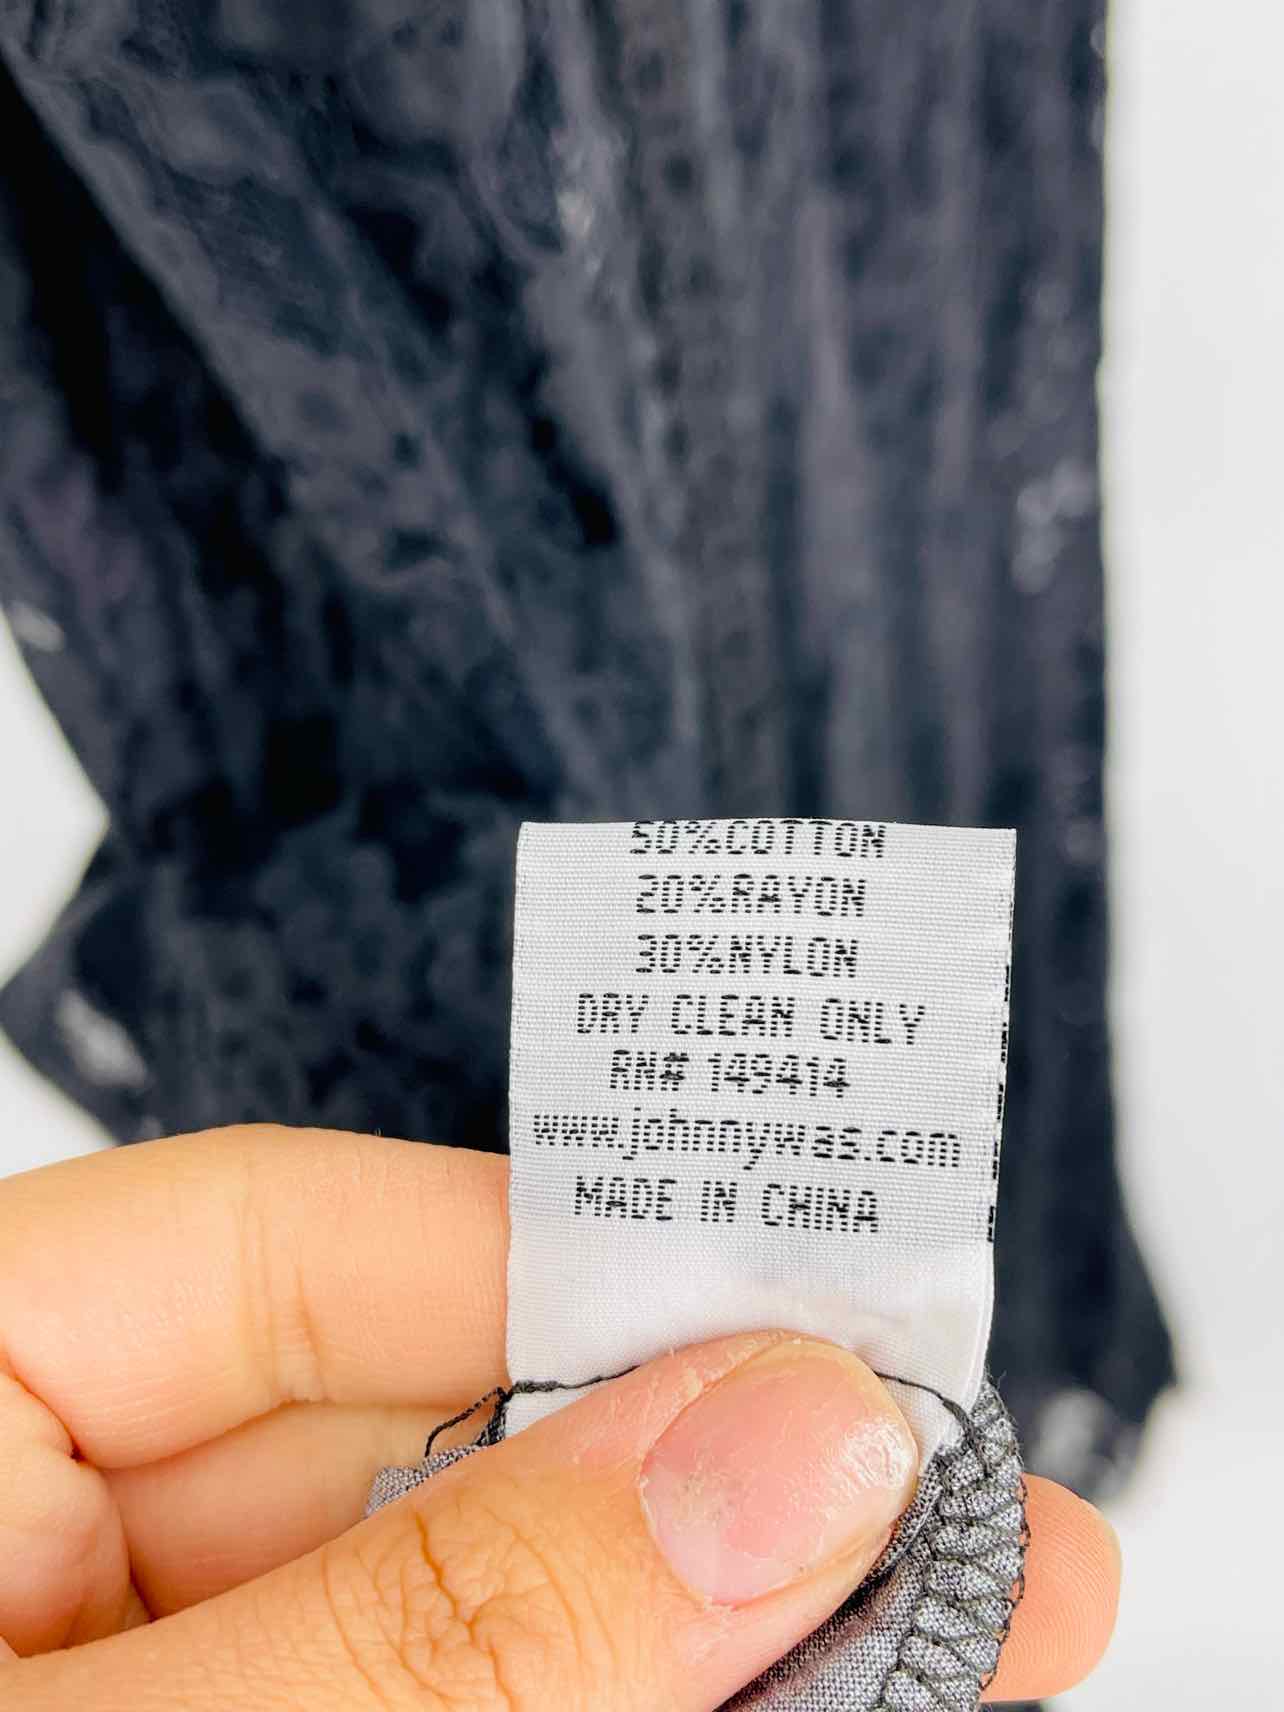 50%COTTON
20%RAYON
30%NYLON
DRY CLEAN ONLY
RN# 149414
www.johnnywas.com
MADE IN CHINA